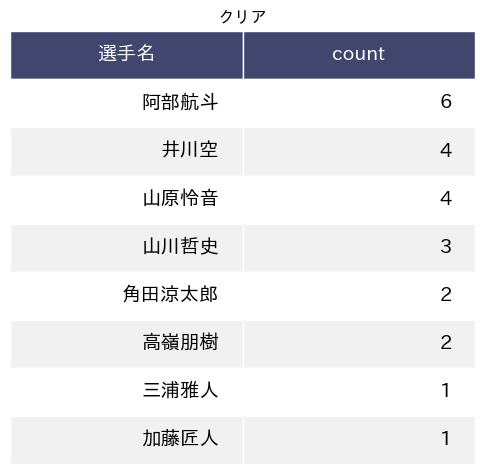 クリア
選手名 count
阿部航斗 6
井川空 4
山原怜音 4
山川哲史 3
角田涼太郎 2
高嶺朋樹 2
三浦雅人 1
加藤匠人 1